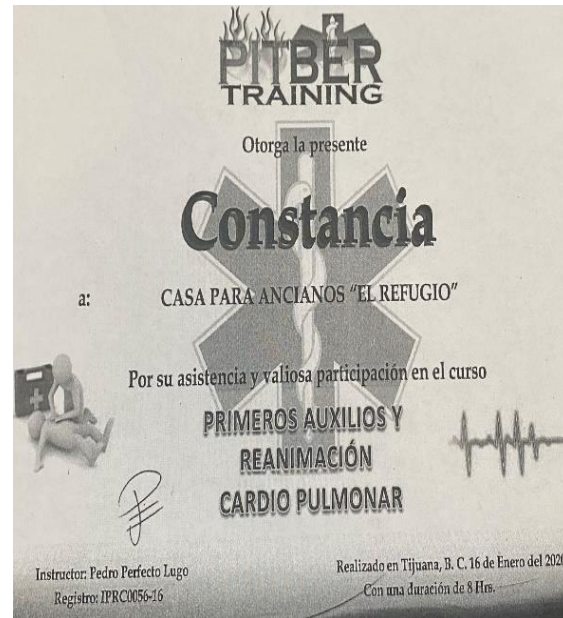 PITBER
TRAINING
Otorga la presente
Constancia
a: CASA PARA ANCIANOS "EL REFUGIO"
Por su asistencia y valiosa participación en el curso
PRIMEROS AUXILIOS Y
REANIMACIÓN
CARDIO PULMONAR
Instructor: Pedro Perfecto Lugo
Registro: IPRC0056-16
Realizado en Tijuana, B. C. 16 de Enero del 2020
Con una duración de 8 Hrs.